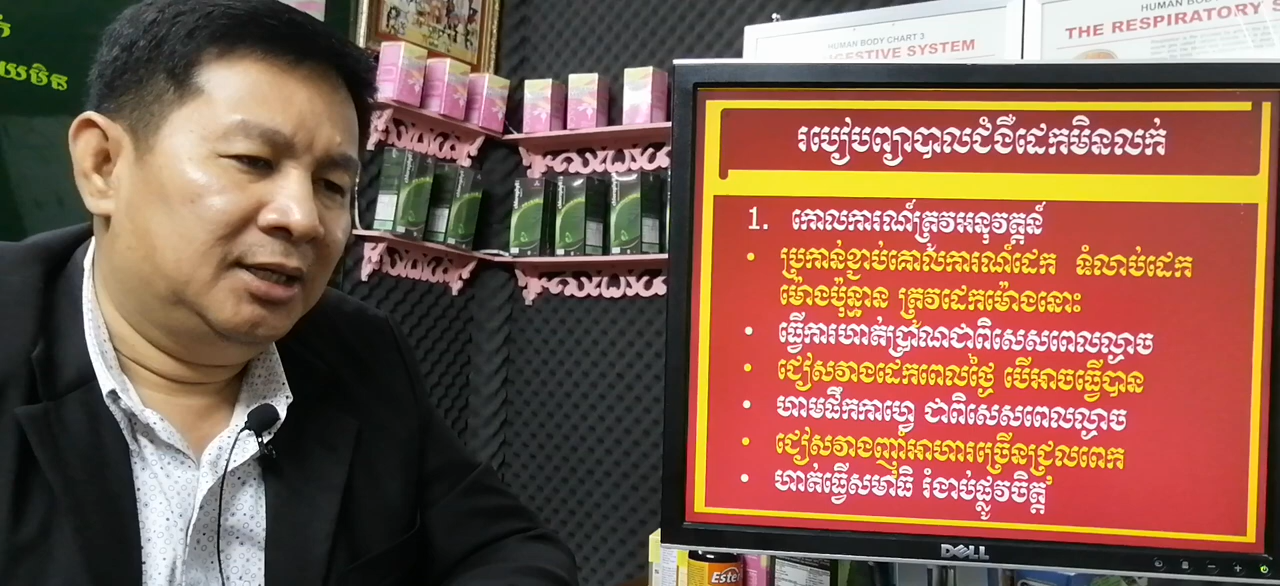 យមិន
HUMAN BODY CHART 3
DIGESTIVE SYSTEM
HUMAN BODY
THE RESPIRATORY S
របៀបព្យាបាលជំងឺដេកមិនលក់
1. គោលការណ៍ត្រូវអនុវត្តន៍
• ប្រកាន់ខ្ជាប់គោលការណ៍ដេក ទំលាប់ដេក
ម៉ោងប៉ុន្មាន ត្រូវដេកម៉ោងនោះ
• ធ្វើការហាត់ប្រាណជាពិសេសពេលល្ងាច
• ជៀសវាងដេកពេលថ្ងៃ បើអាចធ្វើបាន
• ហាមផឹកកាហ្វេ ជាពិសេសពេលល្ងាច
• ជៀសវាងញ៉ាំអាហារច្រើនជ្រុលពេក
• ហាត់ធ្វើសមាធិ រំងាប់ផ្លូវចិត្ត
DELL
Ester